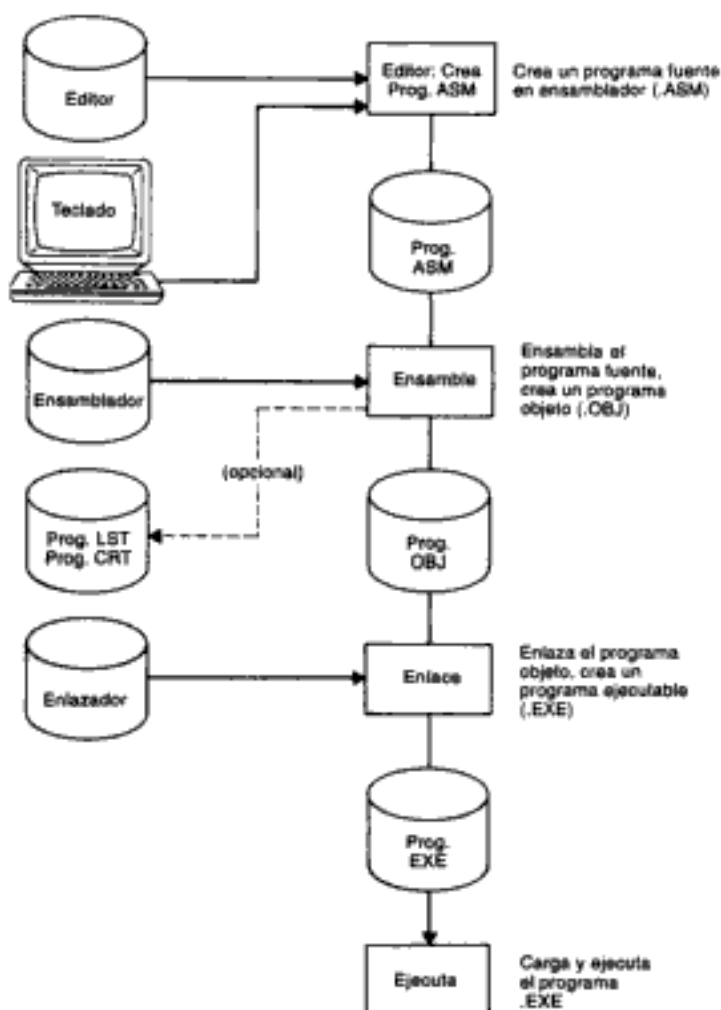 Editor
Editor: Crea
Prog. ASM
Crea un programa fuente
en ensamblador (.ASM)
Teclado
Prog.
ASM
Ensamblador
Ensamble
Ensambla el
programa fuente,
crea un programa
objeto (.OBJ)
(opcional)
Prog. LST
Prog. CRT
Prog.
OBJ
Enlazador
Enlace
Enlaza el programa
objeto, crea un
programa ejecutable
(.EXE)
Prog.
EXE
Ejecuta
Carga y ejecuta
el programa
.EXE